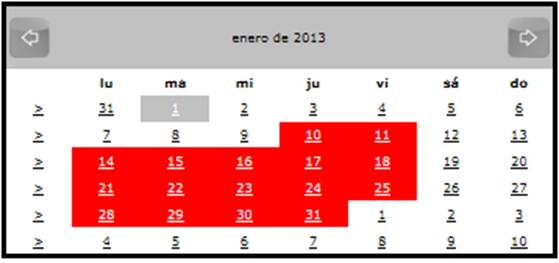 enero de 2013
lu ma mi ju vi sá do
> 31 1 2 3 4 5 6
> 7 8 9 10 11 12 13
> 14 15 16 17 18 19 20
> 21 22 23 24 25 26 27
> 28 29 30 31 1 2 3
> 4 5 6 7 8 9 10